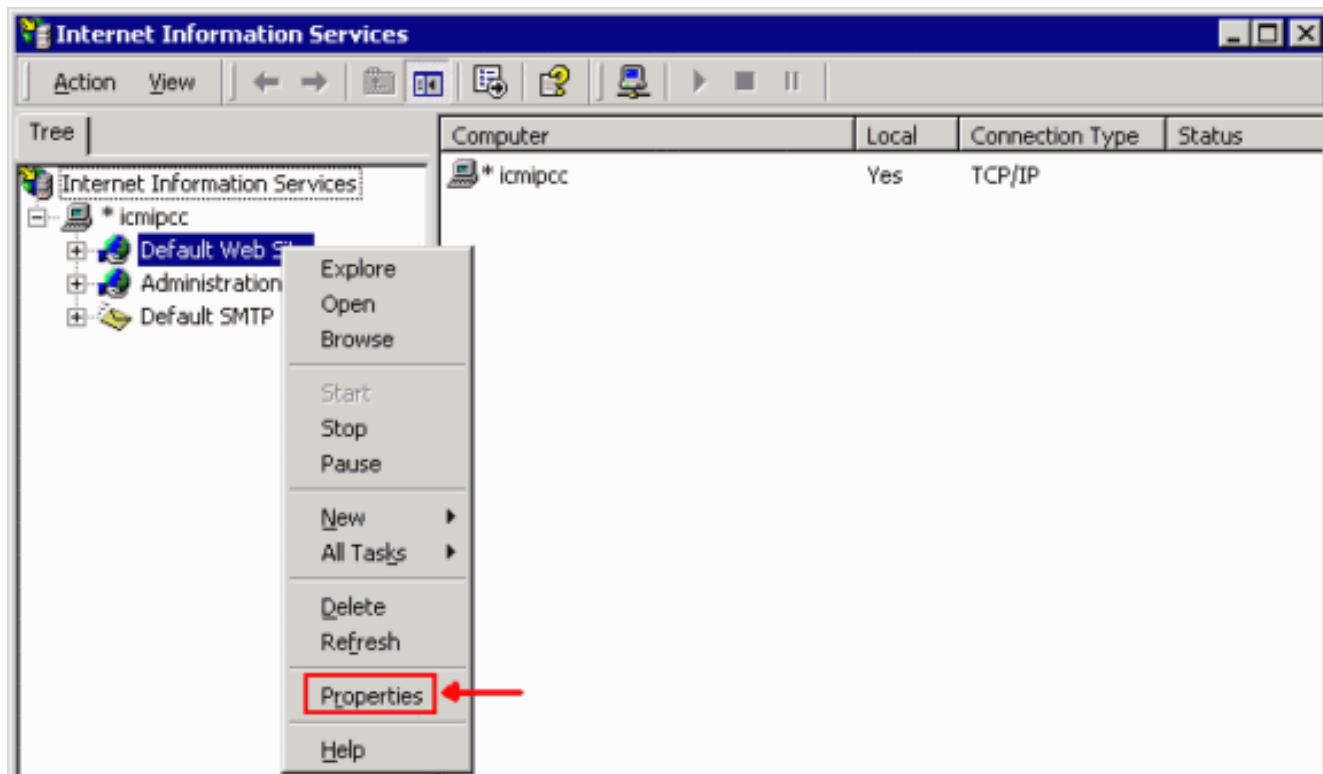 Internet Information Services
Action View
Tree
Computer Local Connection Type Status
Internet Information Services
* icmipcc Yes TCP/IP
* icmipcc
Default Web
Administration
Default SMTP
Explore
Open
Browse
Start
Stop
Pause
New
All Tasks
Delete
Refresh
Properties
Help